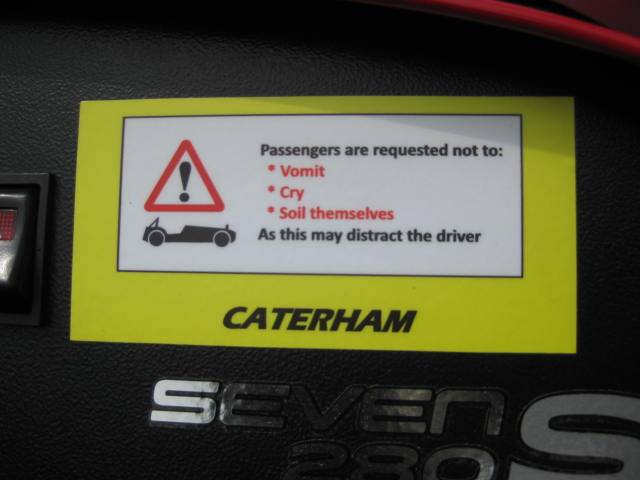 Passengers are requested not to:
* Vomit
* Cry
* Soil themselves
As this may distract the driver
CATERHAM
SEVEN S
280